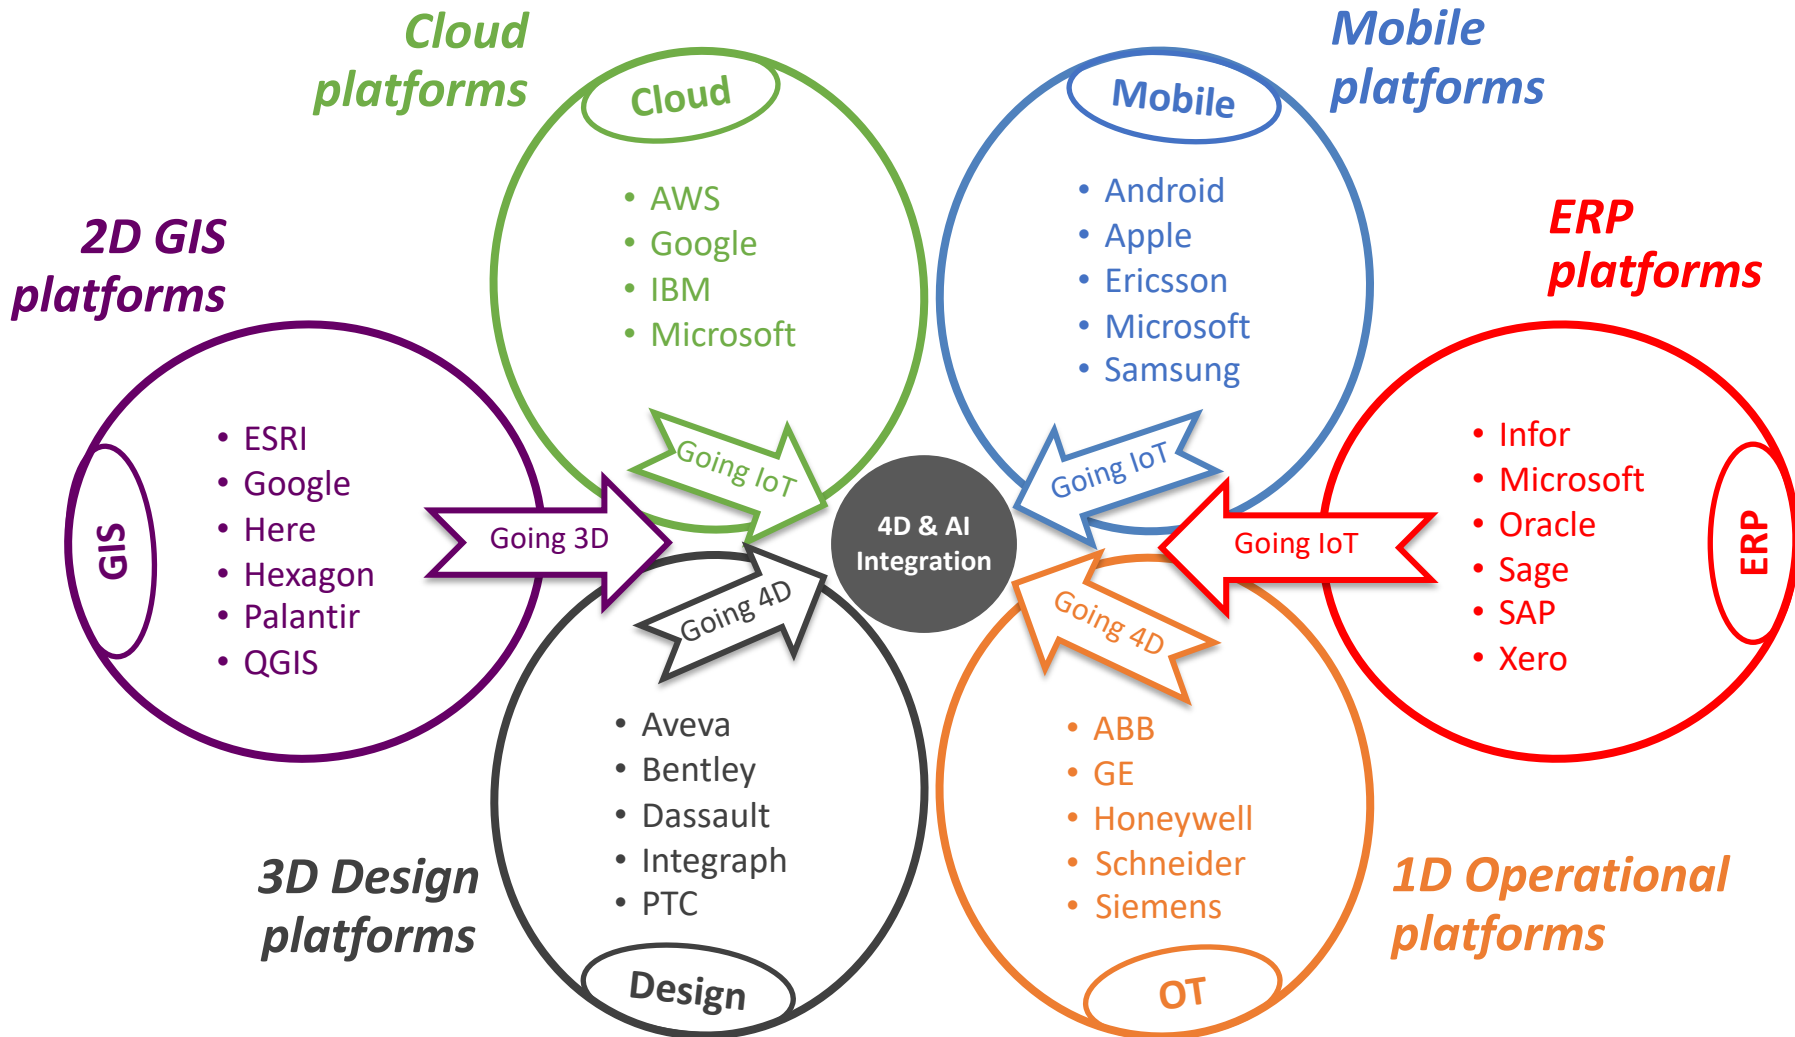 Cloud
platforms
Cloud
• AWS
• Google
• IBM
• Microsoft
Going IoT
Mobile
platforms
Mobile
• Android
• Apple
• Ericsson
• Microsoft
• Samsung
Going IoT
2D GIS
platforms
GIS
• ESRI
• Google
• Here
• Hexagon
• Palantir
• QGIS
Going 3D
4D & AI
Integration
ERP
platforms
ERP
• Infor
• Microsoft
• Oracle
• Sage
• SAP
• Xero
Going IoT
3D Design
platforms
Going 4D
• Aveva
• Bentley
• Dassault
• Integraph
• PTC
Design
1D Operational
platforms
Going 4D
• ABB
• GE
• Honeywell
• Schneider
• Siemens
OT